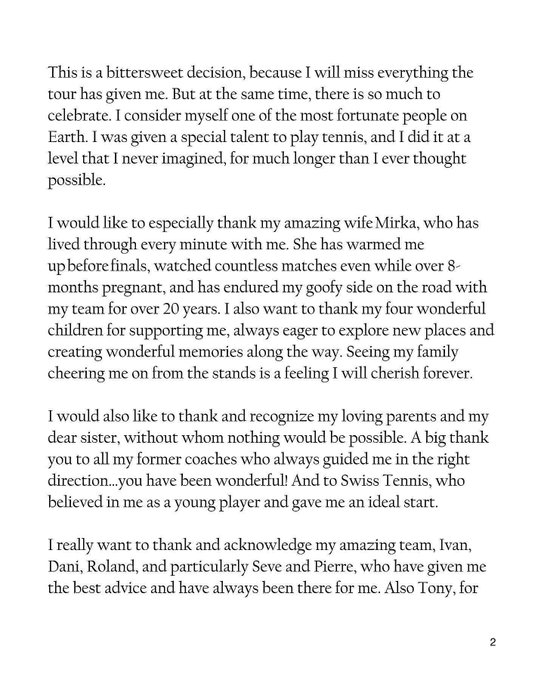 This is a bittersweet decision, because I will miss everything the
tour has given me. But at the same time, there is so much to
celebrate. I consider myself one of the most fortunate people on
Earth. I was given a special talent to play tennis, and I did it at a
level that I never imagined, for much longer than I ever thought
possible.
I would like to especially thank my amazing wife Mirka, who has
lived through every minute with me. She has warmed me
up before finals, watched countless matches even while over 8-
months pregnant, and has endured my goofy side on the road with
my team for over 20 years. I also want to thank my four wonderful
children for supporting me, always eager to explore new places and
creating wonderful memories along the way. Seeing my family
cheering me on from the stands is a feeling I will cherish forever.
I would also like to thank and recognize my loving parents and my
dear sister, without whom nothing would be possible. A big thank
you to all my former coaches who always guided me in the right
direction...you have been wonderful! And to Swiss Tennis, who
believed in me as a young player and gave me an ideal start.
I really want to thank and acknowledge my amazing team, Ivan,
Dani, Roland, and particularly Seve and Pierre, who have given me
the best advice and have always been there for me. Also Tony, for
2